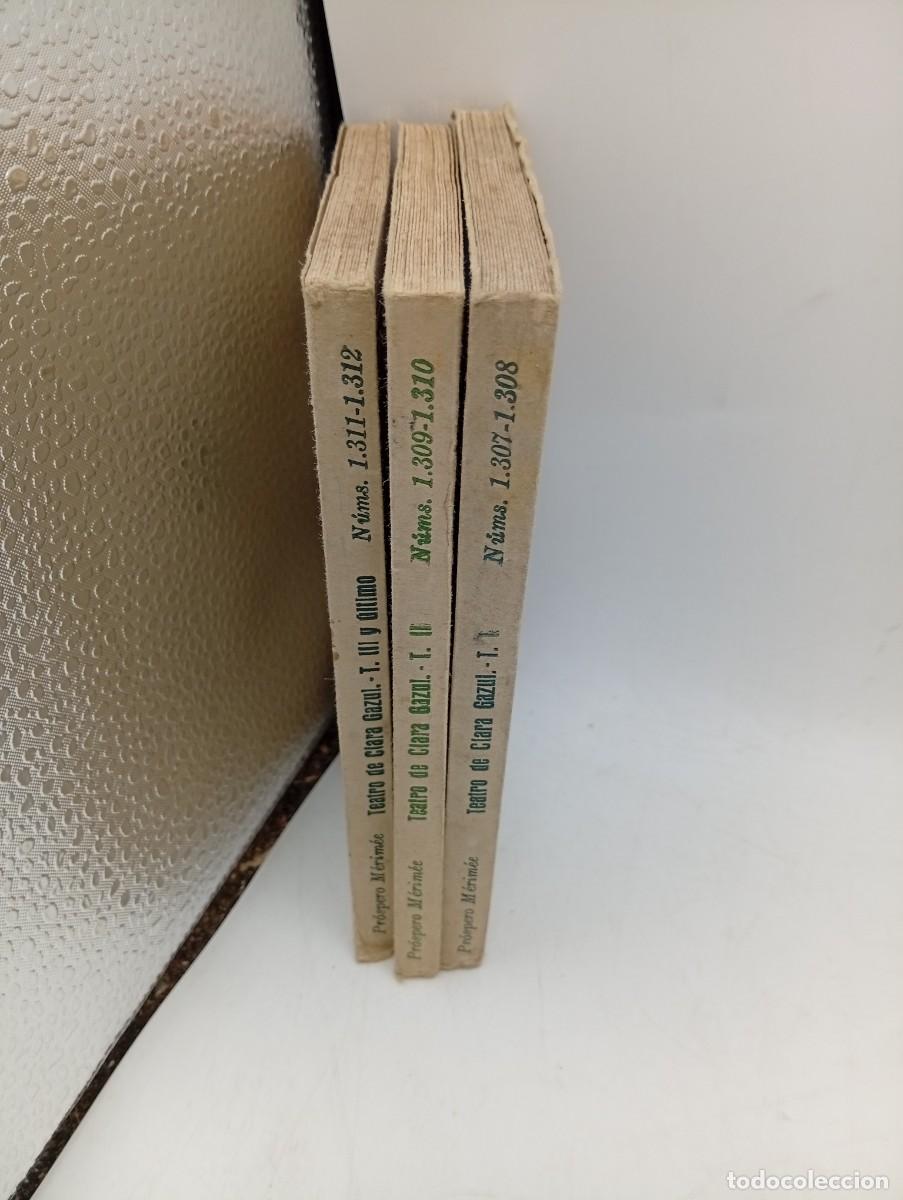 Próspero Mérimée Teatro de Clara Gazul.-T. III y último Núms. 1.311-1.312
Próspero Mérimée Teatro de Clara Gazul.-T. II Núms. 1.309-1.310
Próspero Mérimée Teatro de Clara Gazul.-T. I. Núms. 1.307-1.308
todocoleccion